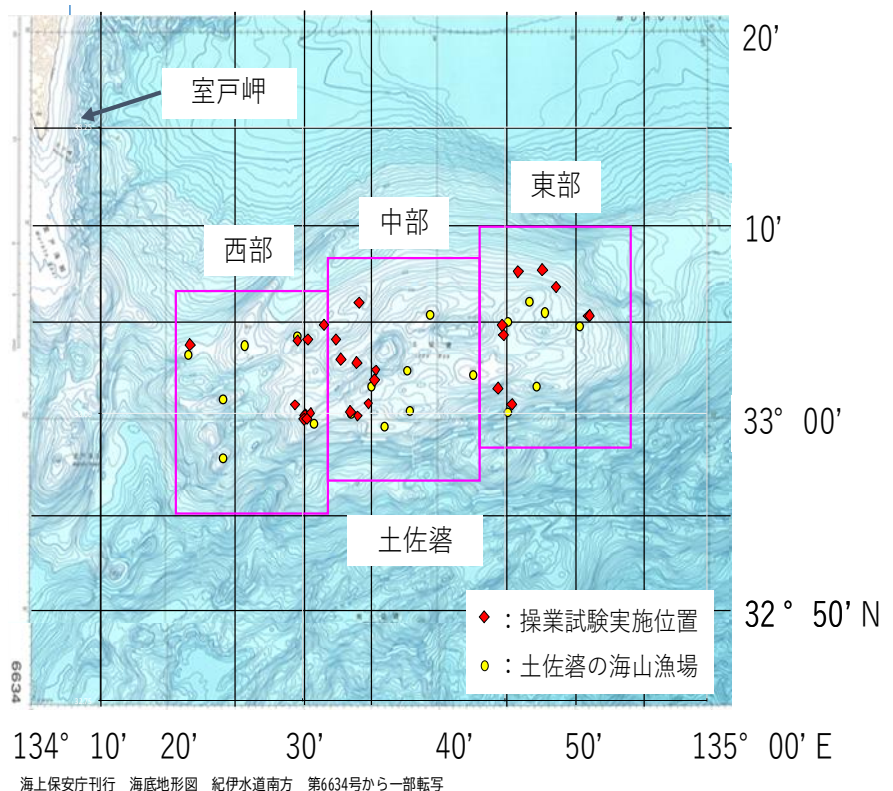 20'
室戸岬
東部
10'
中部
西部
33° 00'
土佐碆
◆:操業試験実施位置
32° 50' N
○:土佐碆の海山漁場
6634
134° 10' 20' 30' 40' 50' 135° 00' E
海上保安庁刊行 海底地形図 紀伊水道南方 第6634号から一部転写